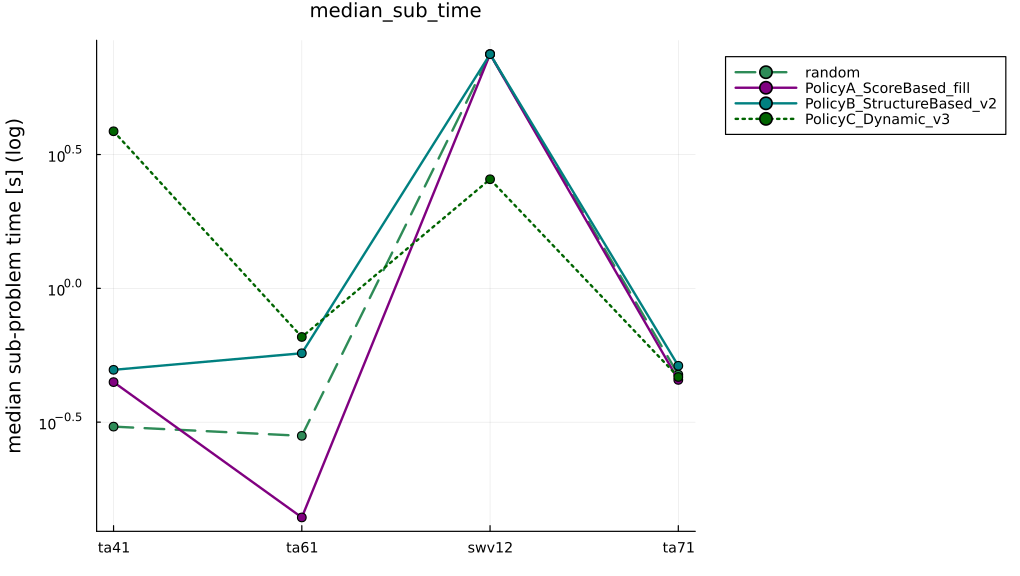 median_sub_time
median sub-problem time [s] (log)
10^0.5
10^0.0
10^−0.5
ta41
ta61
swv12
ta71
random
PolicyA_ScoreBased_fill
PolicyB_StructureBased_v2
PolicyC_Dynamic_v3